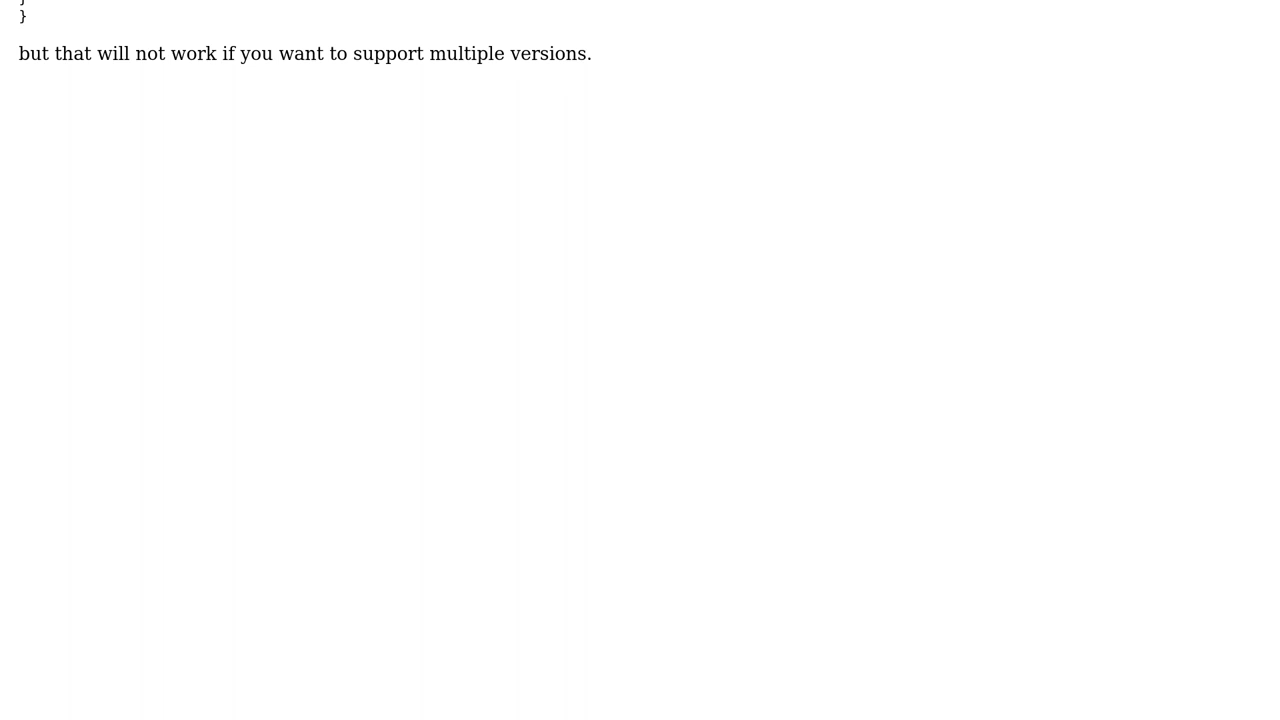 }
}
but that will not work if you want to support multiple versions.